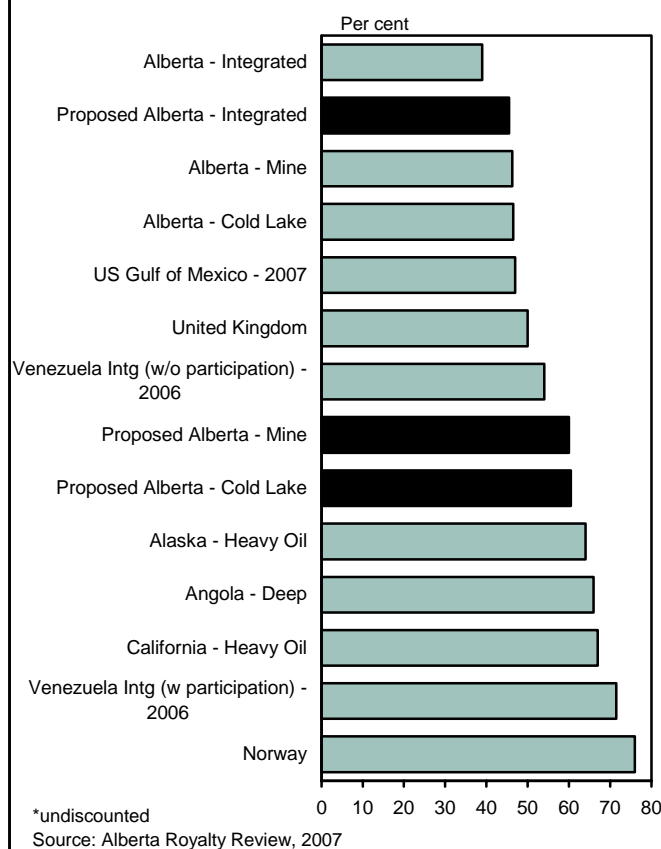 Per cent
Alberta - Integrated
Proposed Alberta - Integrated
Alberta - Mine
Alberta - Cold Lake
US Gulf of Mexico - 2007
United Kingdom
Venezuela Intg (w/o participation) -
2006
Proposed Alberta - Mine
Proposed Alberta - Cold Lake
Alaska - Heavy Oil
Angola - Deep
California - Heavy Oil
Venezuela Intg (w participation) -
2006
Norway
0 10 20 30 40 50 60 70 80
*undiscounted
Source: Alberta Royalty Review, 2007